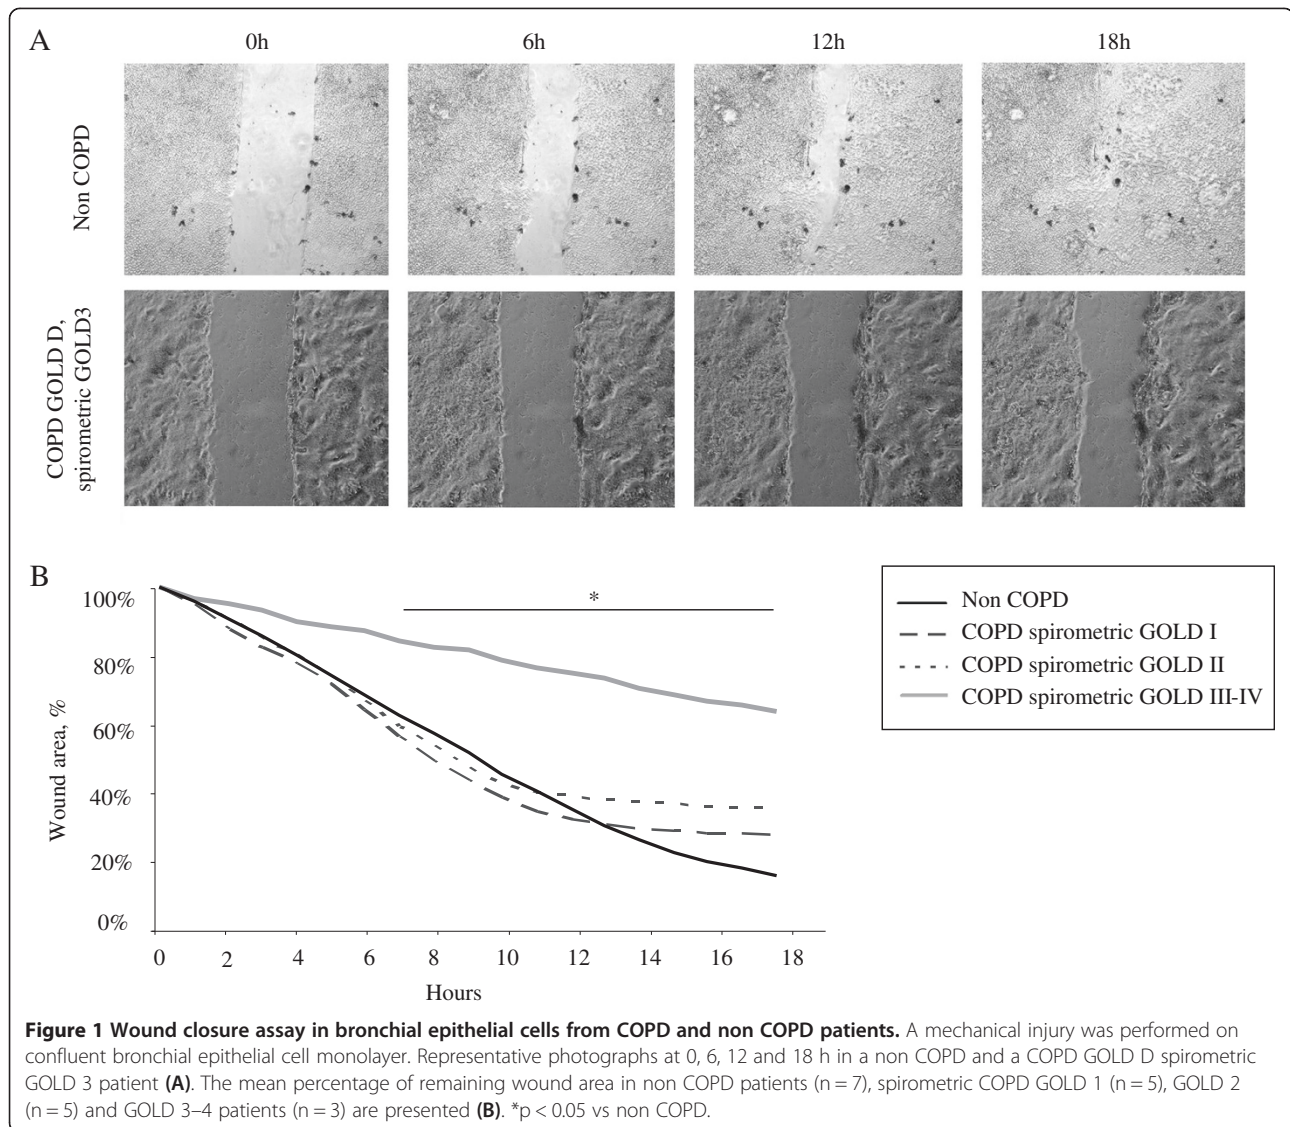 A
0h 6h 12h 18h
Non COPD
COPD GOLD D,
spirometric GOLD3
B
100%
80%
60%
40%
20%
0%
Wound area, %
0 2 4 6 8 10 12 14 16 18
Hours
*
Non COPD
COPD spirometric GOLD I
COPD spirometric GOLD II
COPD spirometric GOLD III-IV
Figure 1 Wound closure assay in bronchial epithelial cells from COPD and non COPD patients. A mechanical injury was performed on
confluent bronchial epithelial cell monolayer. Representative photographs at 0, 6, 12 and 18 h in a non COPD and a COPD GOLD D spirometric
GOLD 3 patient (A). The mean percentage of remaining wound area in non COPD patients (n = 7), spirometric COPD GOLD 1 (n = 5), GOLD 2
(n = 5) and GOLD 3–4 patients (n = 3) are presented (B). *p < 0.05 vs non COPD.